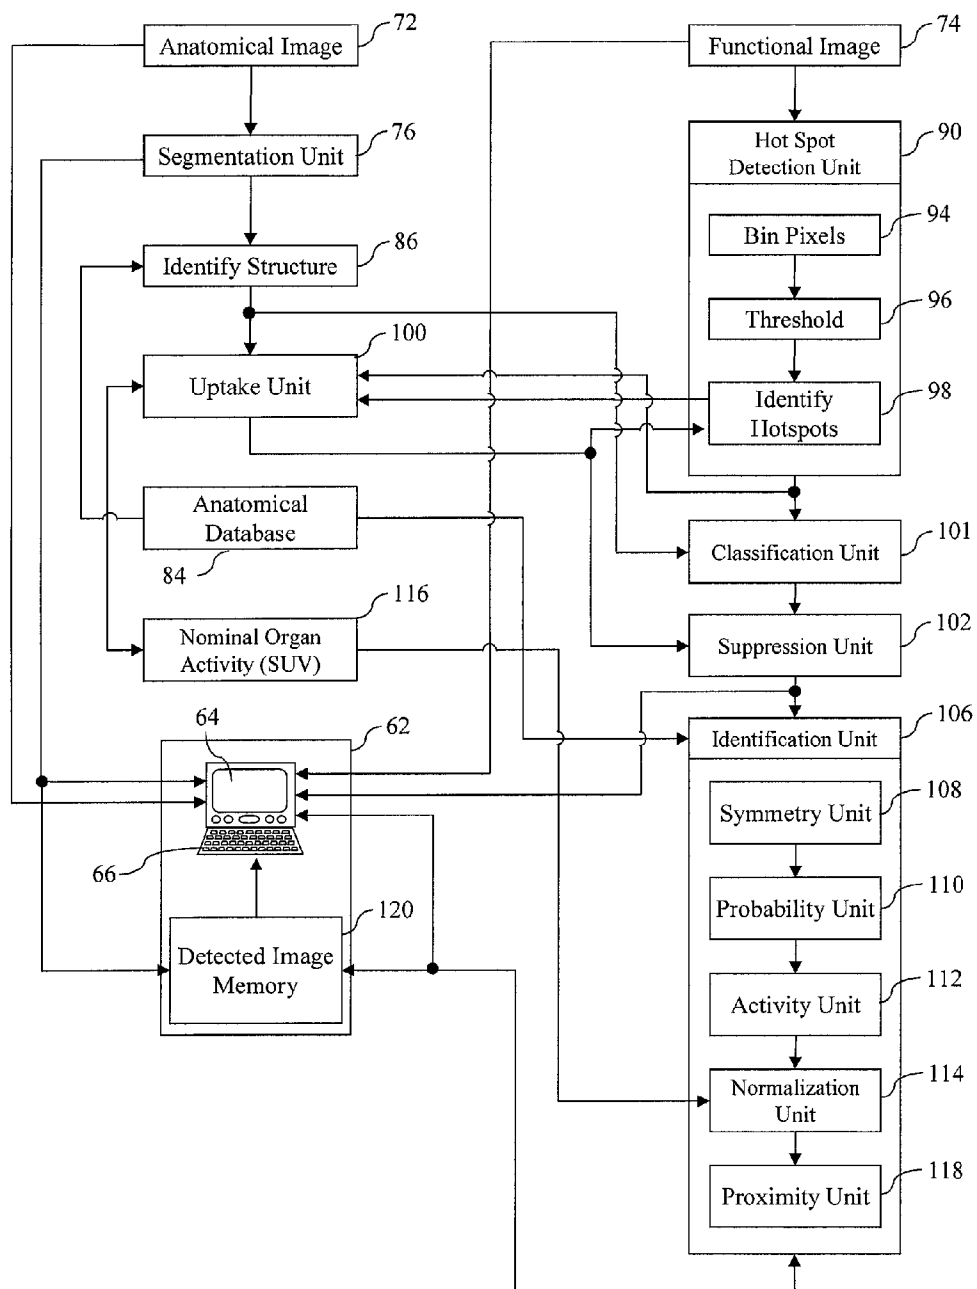 72
Anatomical Image
74
Functional Image
76
Segmentation Unit
90
Hot Spot
Detection Unit
94
Bin Pixels
86
Identify Structure
96
Threshold
100
Uptake Unit
98
Identify
Hotspots
Anatomical
Database
84
101
Classification Unit
116
Nominal Organ
Activity (SUV)
102
Suppression Unit
64
62
106
Identification Unit
108
Symmetry Unit
66
110
Probability Unit
120
Detected Image
Memory
112
Activity Unit
114
Normalization
Unit
118
Proximity Unit